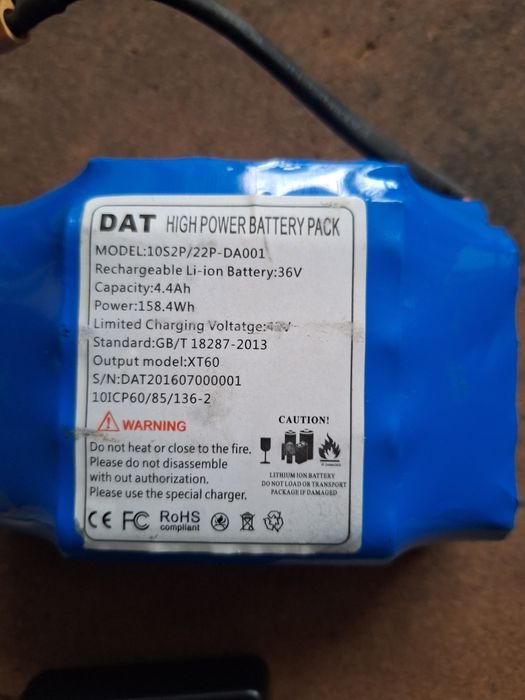 DAT HIGH POWER BATTERY PACK
MODEL:10S2P/22P-DA001
Rechargeable Li-ion Battery:36V
Capacity:4.4Ah
Power:158.4Wh
Limited Charging Voltatge:42V
Standard:GB/T 18287-2013
Output model:XT60
S/N:DAT201607000001
10ICP60/85/136-2
WARNING
Do not heat or close to the fire.
Please do not disassemble
with out authorization.
Please use the special charger.
CAUTION!
LITHIUM ION BATTERY
DO NOT LOAD OR TRANSPORT
PACKAGE IF DAMAGED
CE FC RoHS
compliant